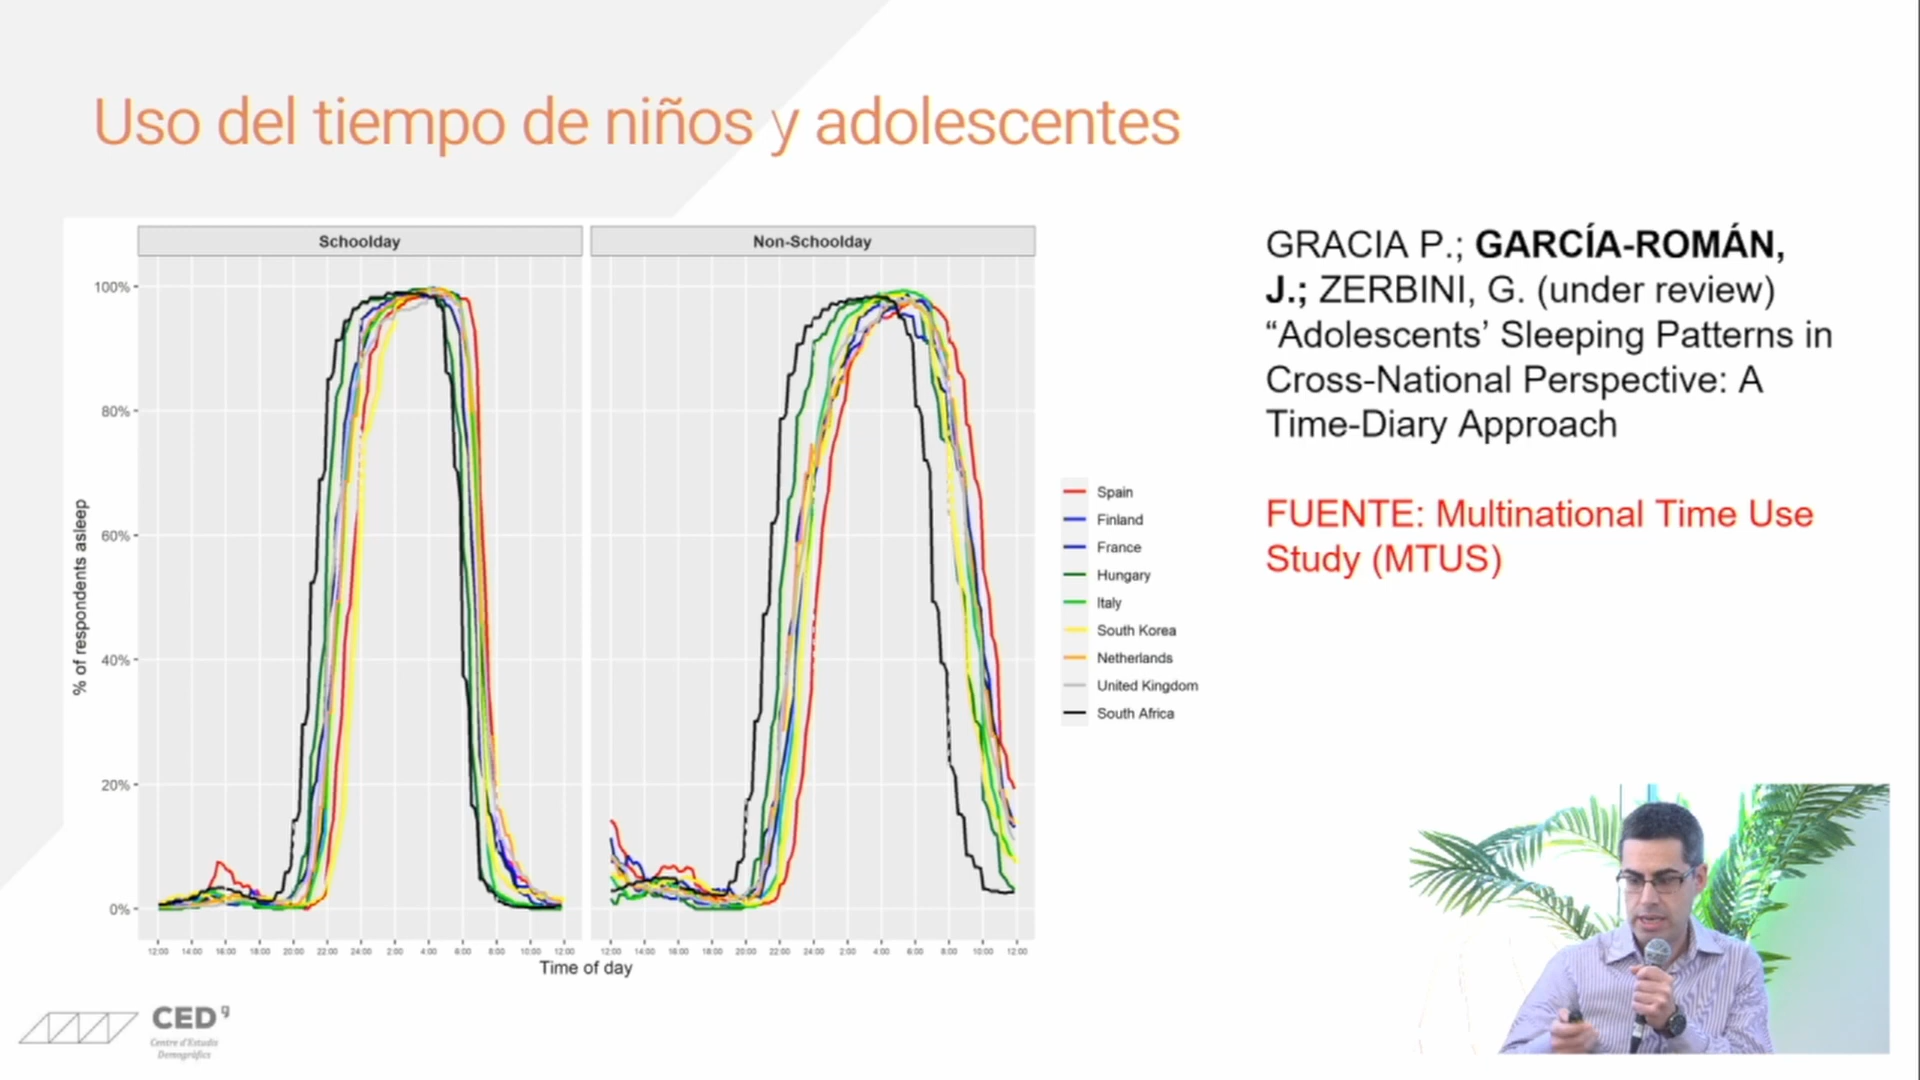 Uso del tiempo de niños y adolescentes
Schoolday
Non-Schoolday
100%
80%
60%
40%
20%
0%
% of respondents asleep
12:00 14:00 16:00 18:00 20:00 22:00 24:00 2:00 4:00 6:00 8:00 10:00 12:00
12:00 14:00 16:00 18:00 20:00 22:00 24:00 2:00 4:00 6:00 8:00 10:00 12:00
Time of day
Spain
Finland
France
Hungary
Italy
South Korea
Netherlands
United Kingdom
South Africa
GRACIA P.; GARCÍA-ROMÁN,
J.; ZERBINI, G. (under review)
“Adolescents’ Sleeping Patterns in
Cross-National Perspective: A
Time-Diary Approach
FUENTE: Multinational Time Use
Study (MTUS)
CED
Centre d'Estudis
Demogràfics